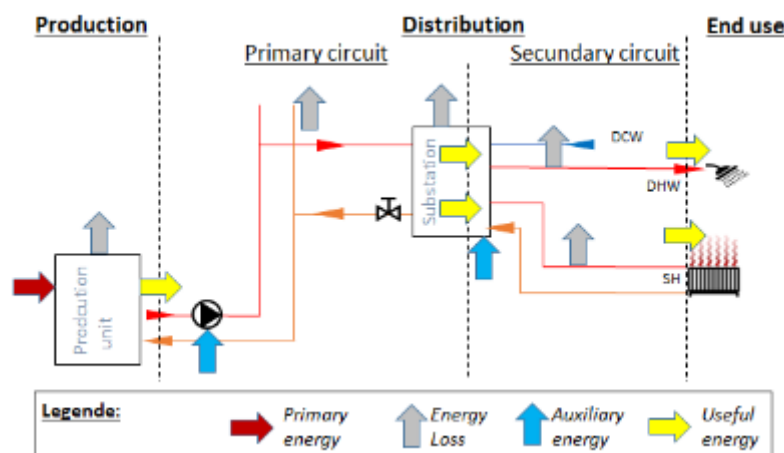 Production
Distribution
End use
Primary circuit
Secundary circuit
DCW
DHW
Substation
SH
Prodcution
unit
Legende:
Primary
energy
Energy
Loss
Auxiliary
energy
Useful
energy